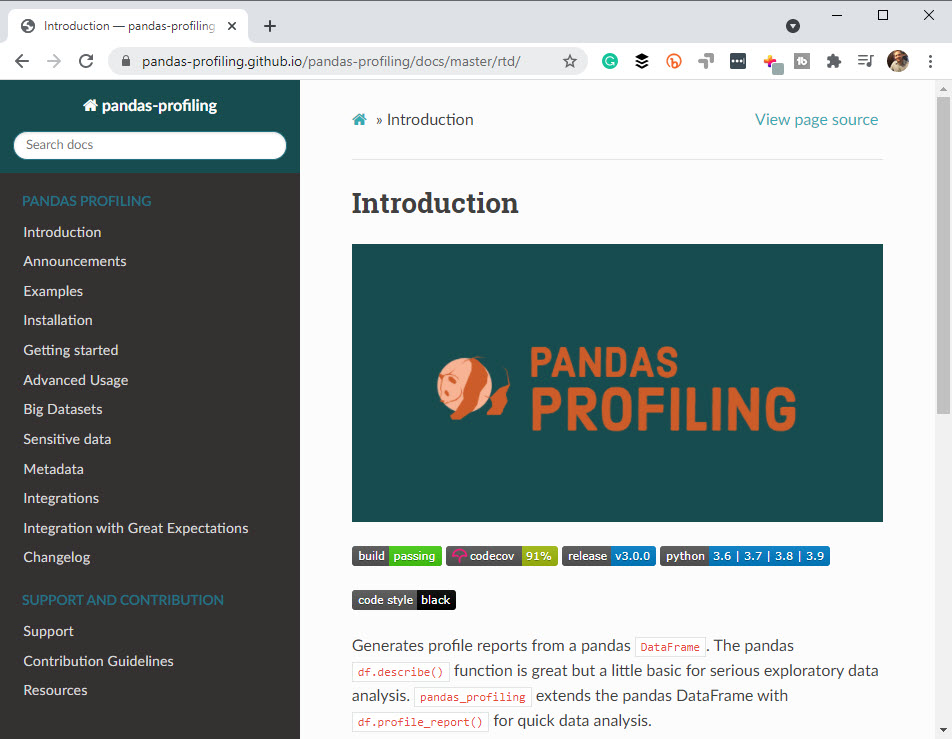 Introduction — pandas-profiling
pandas-profiling.github.io/pandas-profiling/docs/master/rtd/
pandas-profiling
Search docs
PANDAS PROFILING
Introduction
Announcements
Examples
Installation
Getting started
Advanced Usage
Big Datasets
Sensitive data
Metadata
Integrations
Integration with Great Expectations
Changelog
SUPPORT AND CONTRIBUTION
Support
Contribution Guidelines
Resources
» Introduction
View page source
Introduction
PANDAS
PROFILING
build passing codecov 91% release v3.0.0 python 3.6 | 3.7 | 3.8 | 3.9
code style black
Generates profile reports from a pandas DataFrame. The pandas
df.describe() function is great but a little basic for serious exploratory data
analysis. pandas_profiling extends the pandas DataFrame with
df.profile_report() for quick data analysis.